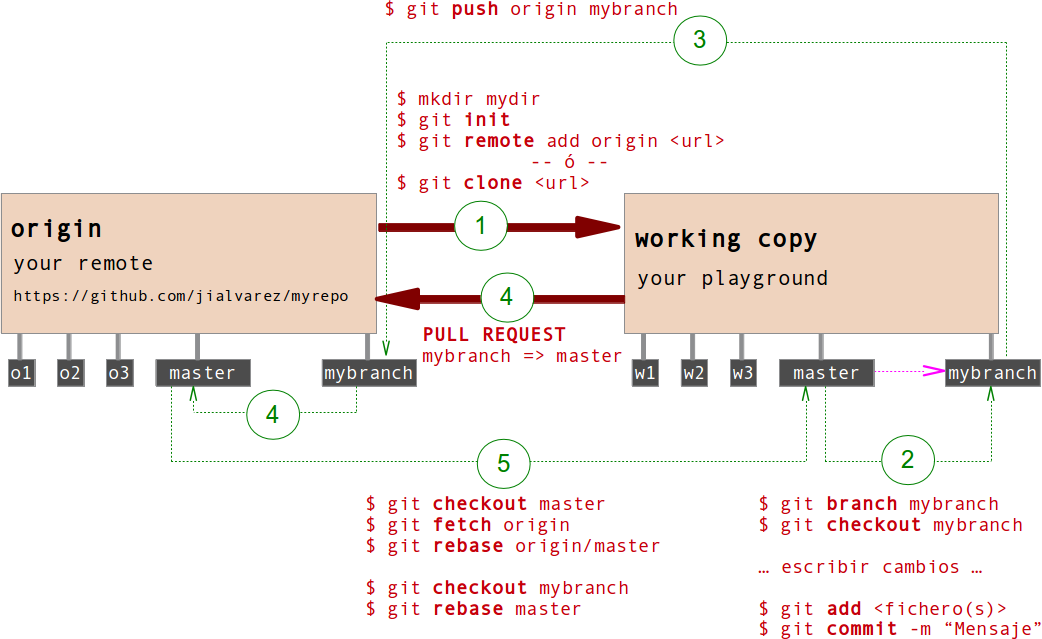 $ git push origin mybranch
3
$ mkdir mydir
$ git init
$ git remote add origin <url>
-- ó --
$ git clone <url>
1
origin
your remote
https://github.com/jialvarez/myrepo
working copy
your playground
4
PULL REQUEST
mybranch => master
o1
o2
o3
master
mybranch
w1
w2
w3
master
mybranch
4
5
2
$ git checkout master
$ git fetch origin
$ git rebase origin/master
$ git checkout mybranch
$ git rebase master
$ git branch mybranch
$ git checkout mybranch
… escribir cambios …
$ git add <fichero(s)>
$ git commit -m “Mensaje”